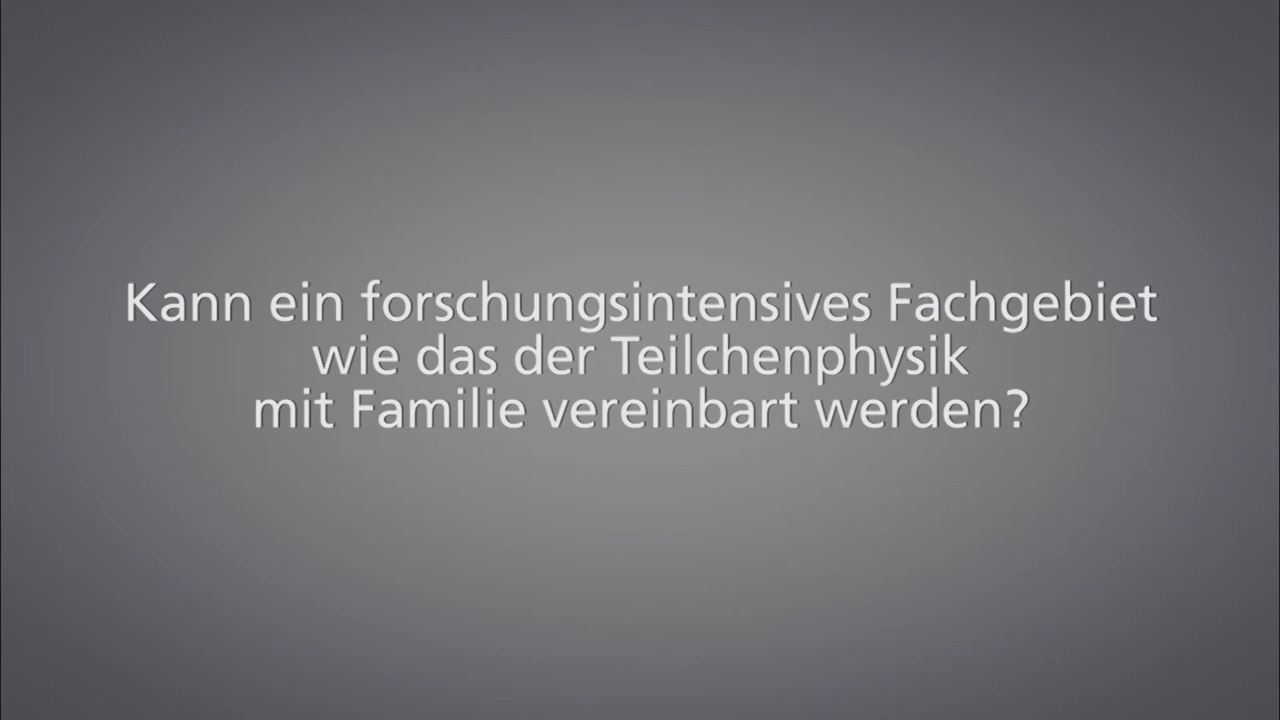 Kann ein forschungsintensives Fachgebiet
wie das der Teilchenphysik
mit Familie vereinbart werden?